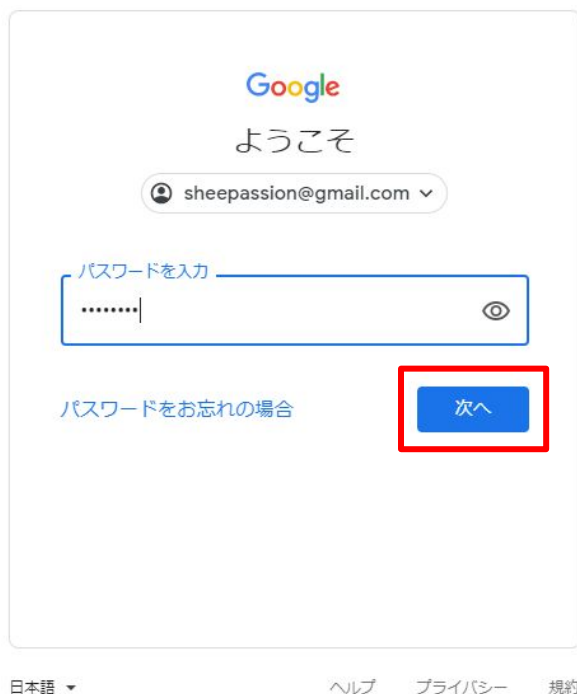 Google
ようこそ
sheepassion@gmail.com
パスワードを入力
••••••••
パスワードをお忘れの場合
次へ
日本語 ヘルプ プライバシー 規約